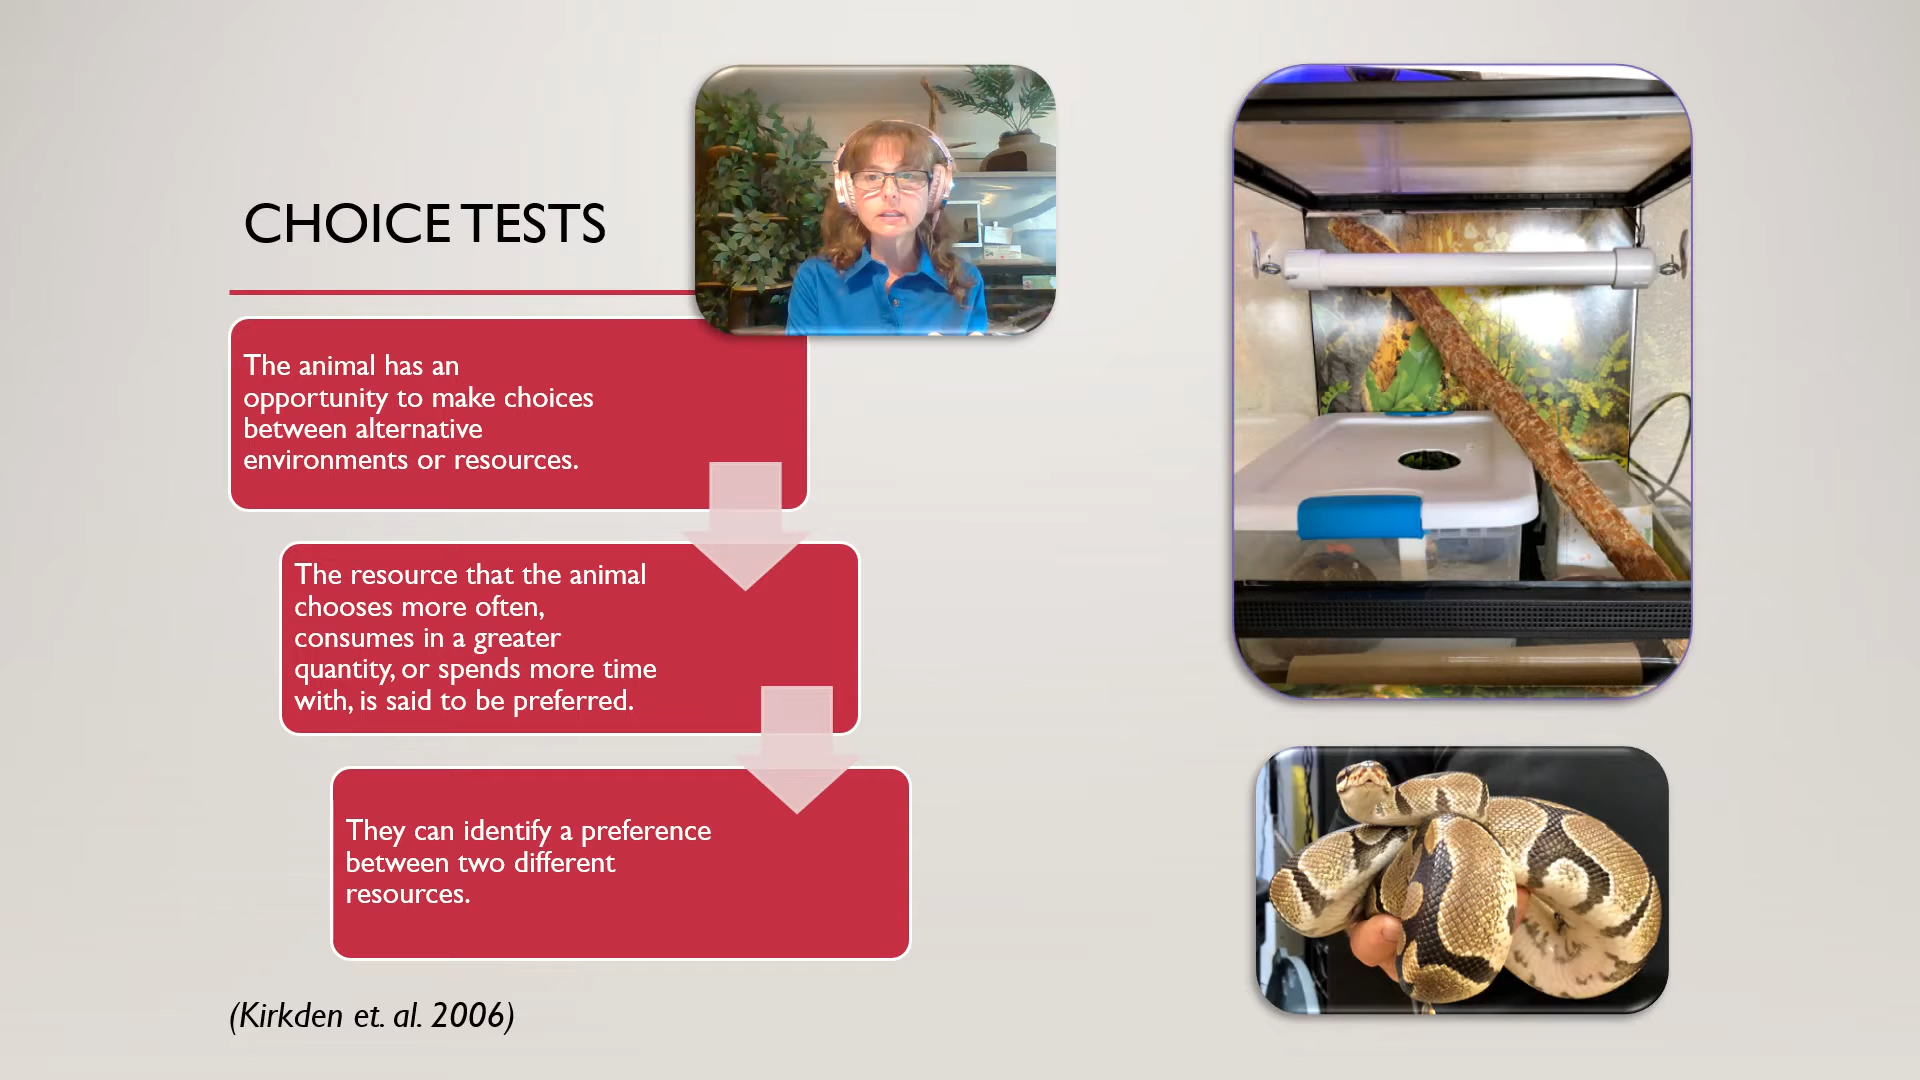 CHOICE TESTS
The animal has an
opportunity to make choices
between alternative
environments or resources.
The resource that the animal
chooses more often,
consumes in a greater
quantity, or spends more time
with, is said to be preferred.
They can identify a preference
between two different
resources.
(Kirkden et. al. 2006)